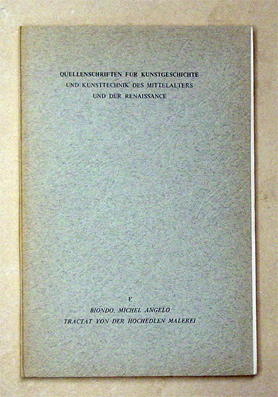 QUELLENSCHRIFTEN FÜR KUNSTGESCHICHTE
UND KUNSTTECHNIK DES MITTELALTERS
UND DER RENAISSANCE
V
BIONDO, MICHEL ANGELO
TRACTAT VON DER HOCHEDLEN MALEREI